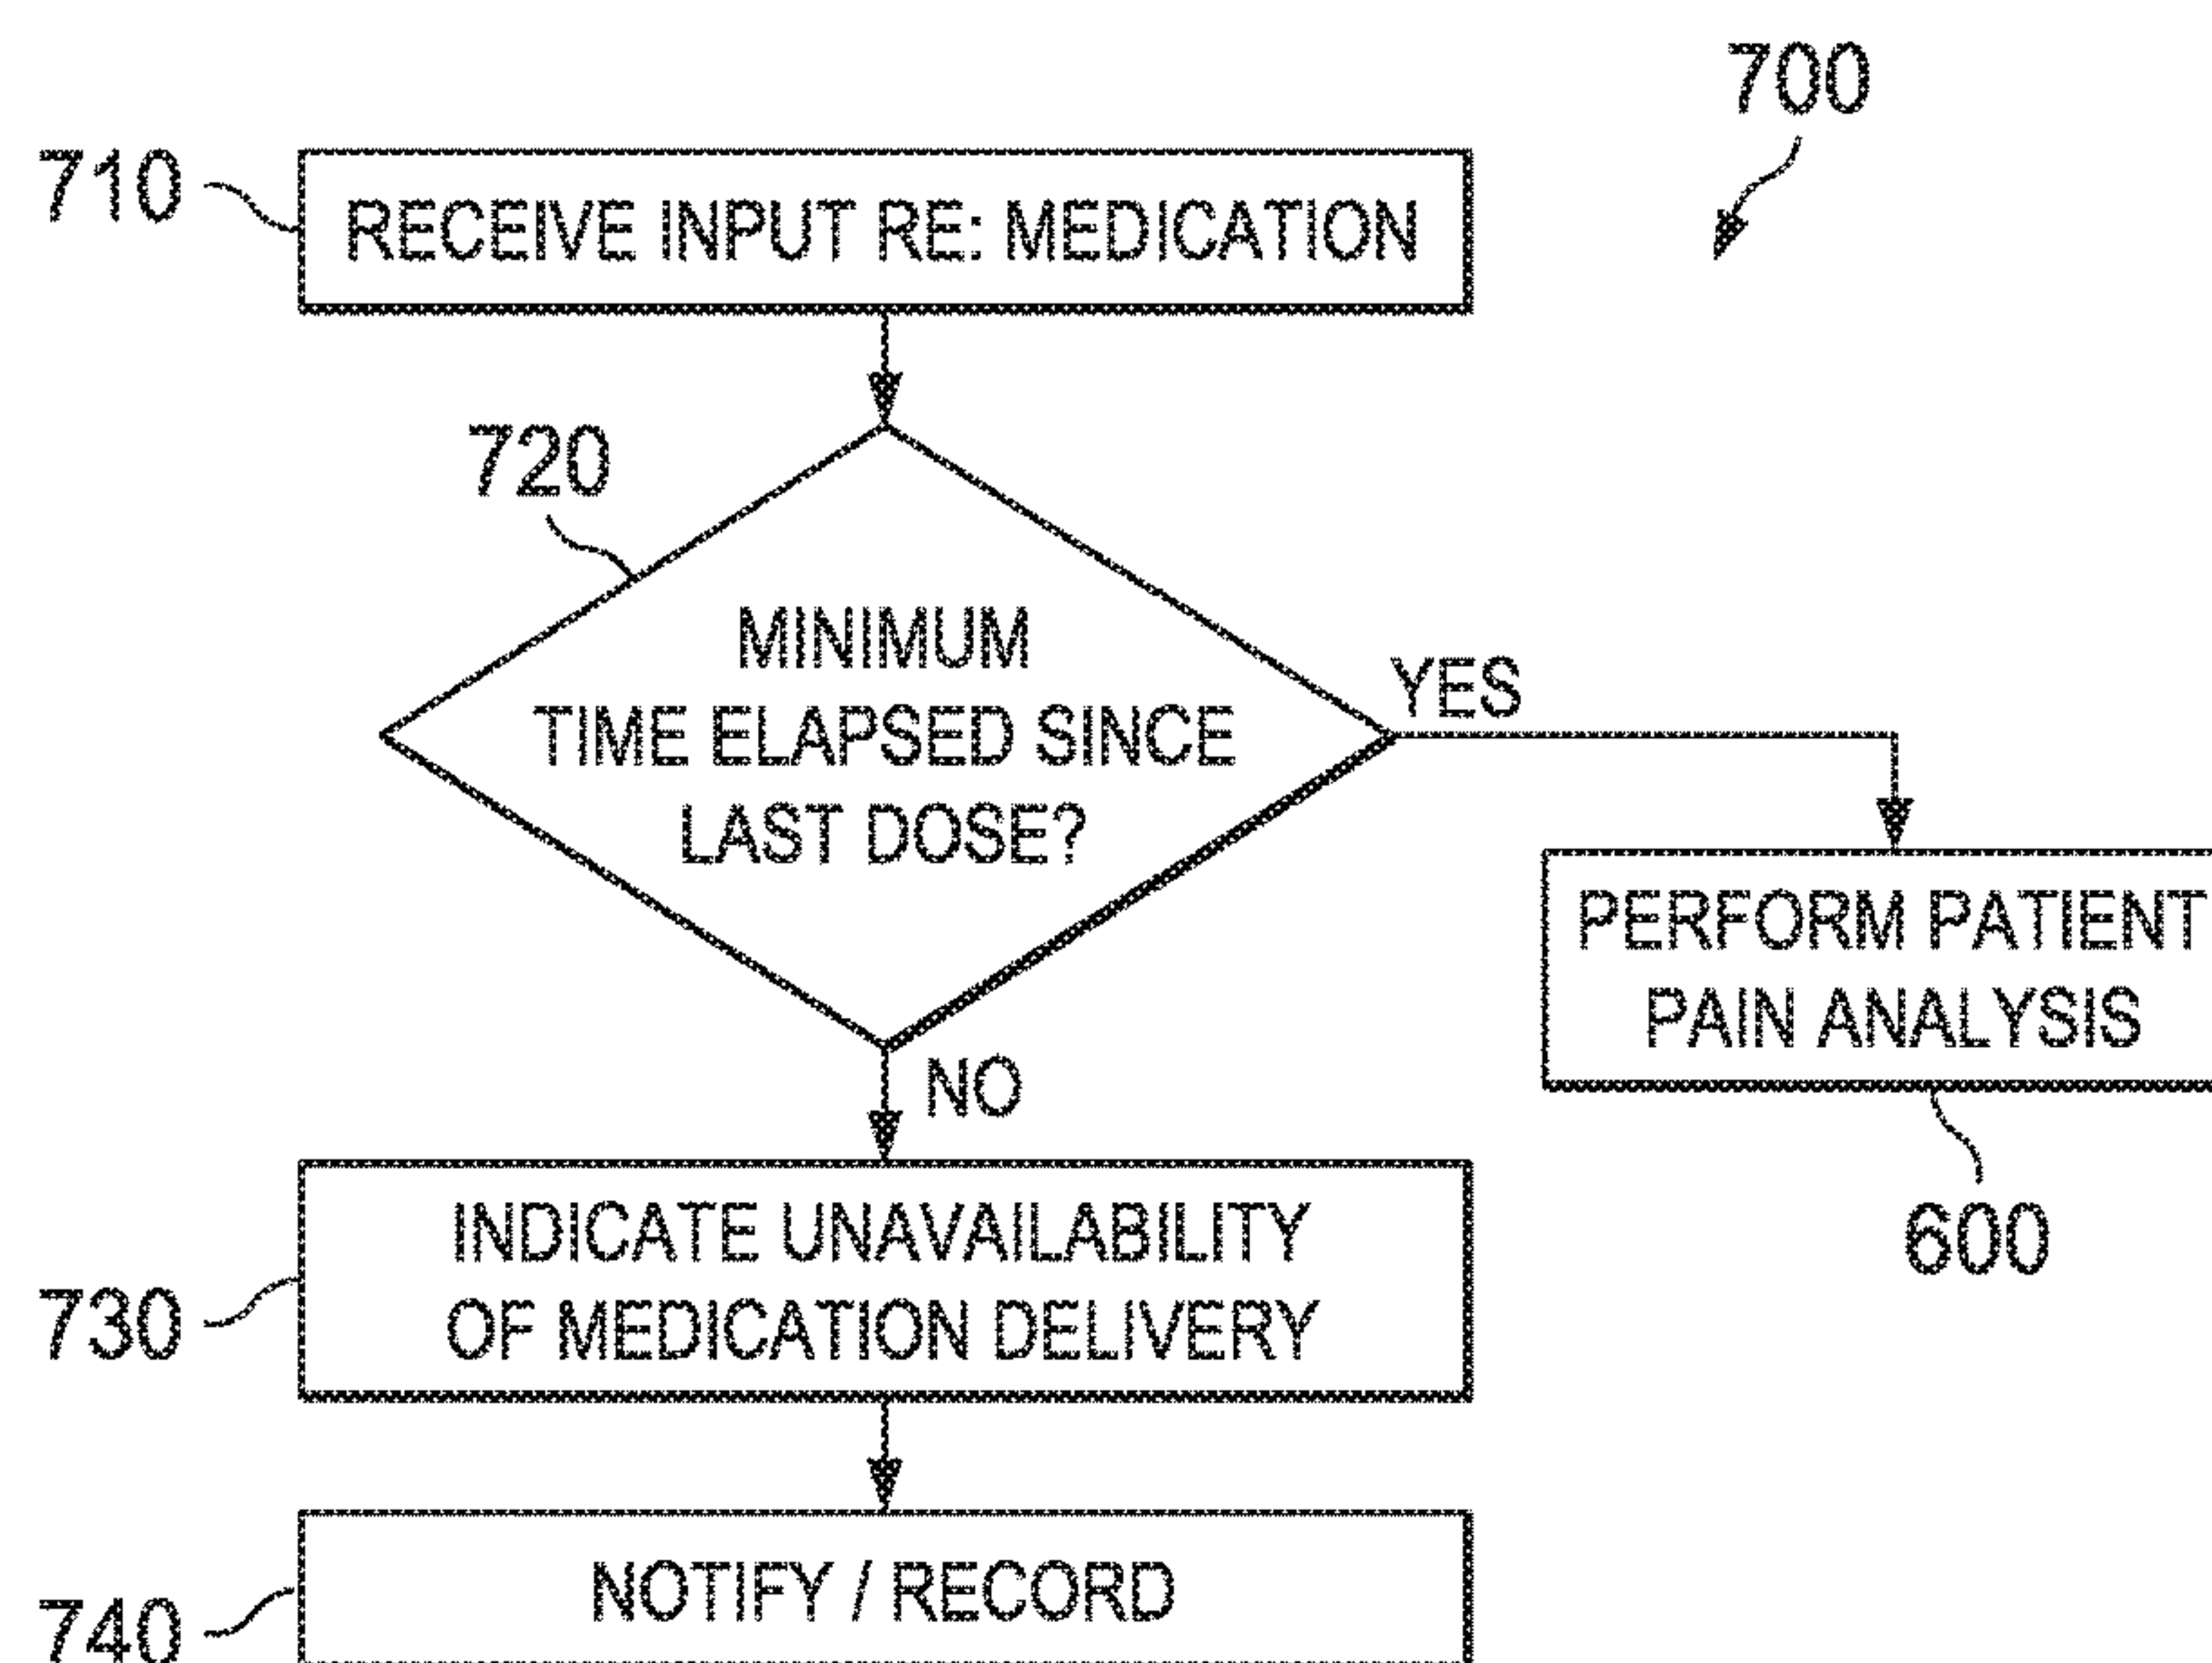 700
710
RECEIVE INPUT RE: MEDICATION
720
MINIMUM
TIME ELAPSED SINCE
LAST DOSE?
YES
PERFORM PATIENT
PAIN ANALYSIS
600
NO
730
INDICATE UNAVAILABILITY
OF MEDICATION DELIVERY
740
NOTIFY / RECORD